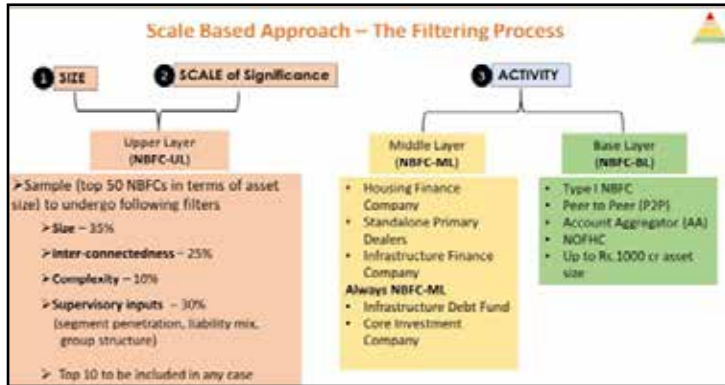 Scale Based Approach – The Filtering Process
1 SIZE
2 SCALE of Significance
3 ACTIVITY
Upper Layer
(NBFC-UL)
➤Sample (top 50 NBFCs in terms of asset
size) to undergo following filters
➤ Size – 35%
➤ Inter-connectedness – 25%
➤ Complexity – 10%
➤ Supervisory inputs – 30%
(segment penetration, liability mix,
group structure)
➤ Top 10 to be included in any case
Middle Layer
(NBFC-ML)
• Housing Finance
Company
• Standalone Primary
Dealers
• Infrastructure Finance
Company
Always NBFC-ML
• Infrastructure Debt Fund
• Core Investment
Company
Base Layer
(NBFC-BL)
• Type I NBFC
• Peer to Peer (P2P)
• Account Aggregator (AA)
• NOFHC
• Up to Rs.1000 cr asset
size